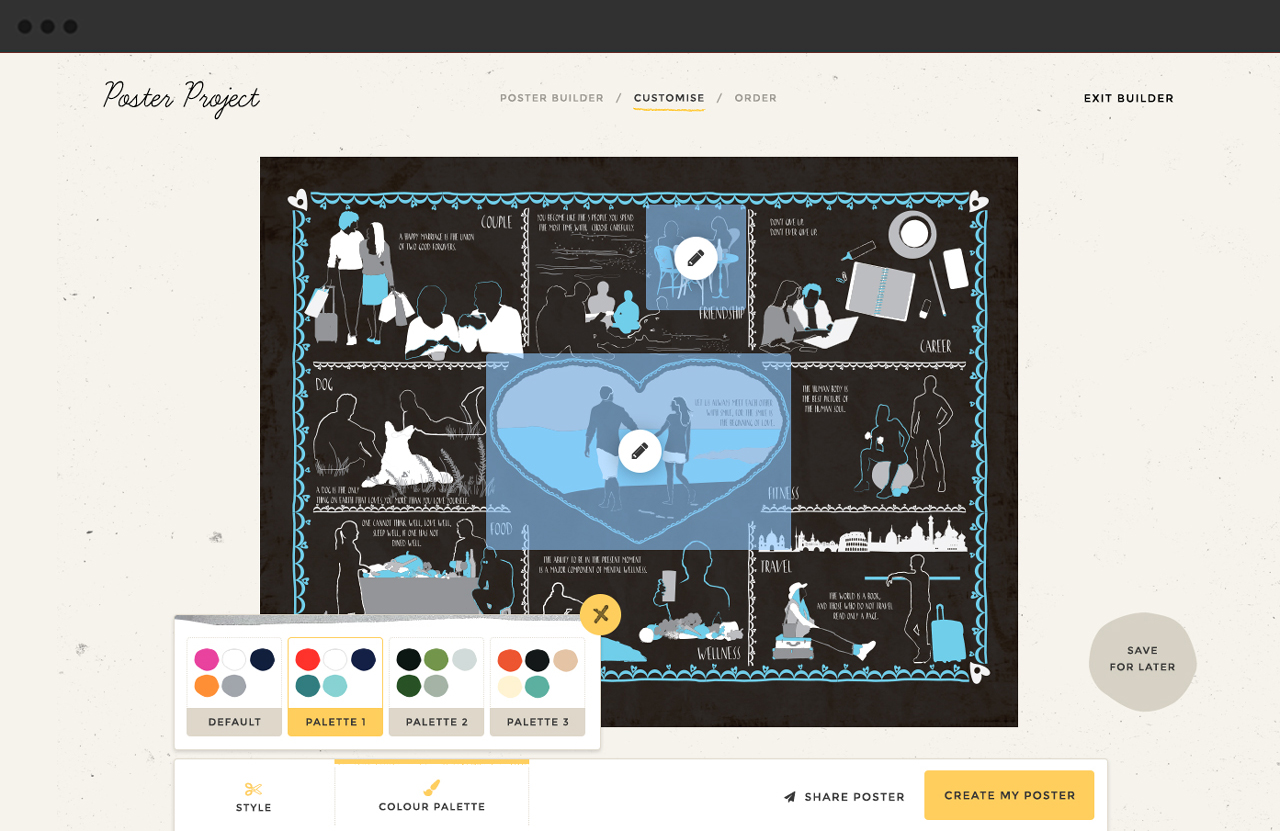 Poster Project
POSTER BUILDER / CUSTOMISE / ORDER
EXIT BUILDER
COUPLE
A HAPPY MARRIAGE IS THE UNION
OF TWO GOOD FORGIVERS.
YOU BECOME LIKE THE 5 PEOPLE YOU SPEND
THE MOST TIME WITH. CHOOSE CAREFULLY.
FRIENDSHIP
DON'T GIVE UP.
DON'T EVER GIVE UP.
CAREER
DOG
A DOG IS THE ONLY
THING ON EARTH THAT LOVES YOU MORE THAN YOU LOVE YOURSELF.
LET US ALWAYS MEET EACH OTHER
WITH SMILE, FOR THE SMILE IS
THE BEGINNING OF LOVE.
THE HUMAN BODY IS
THE BEST PICTURE OF
THE HUMAN SOUL.
FITNESS
ONE CANNOT THINK WELL, LOVE WELL,
SLEEP WELL, IF ONE HAS NOT
DINED WELL.
FOOD
THE ABILITY TO BE IN THE PRESENT MOMENT
IS A MAJOR COMPONENT OF MENTAL WELLNESS.
WELLNESS
TRAVEL
THE WORLD IS A BOOK,
AND THOSE WHO DO NOT TRAVEL
READ ONLY A PAGE.
SAVE
FOR LATER
DEFAULT
PALETTE 1
PALETTE 2
PALETTE 3
STYLE
COLOUR PALETTE
SHARE POSTER
CREATE MY POSTER